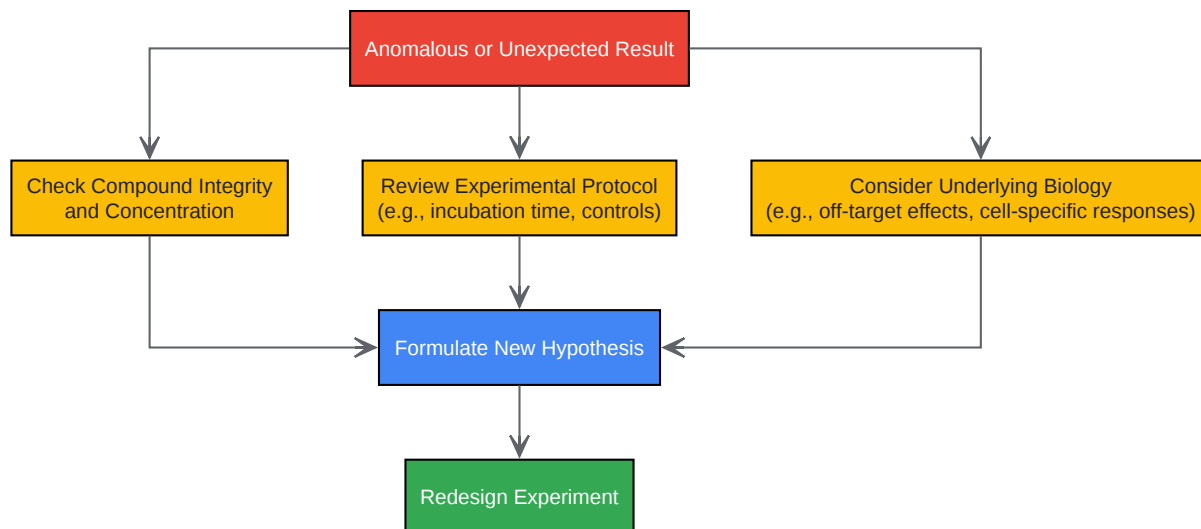 Anomalous or Unexpected Result
Check Compound Integrity
and Concentration
Review Experimental Protocol
(e.g., incubation time, controls)
Consider Underlying Biology
(e.g., off-target effects, cell-specific responses)
Formulate New Hypothesis
Redesign Experiment